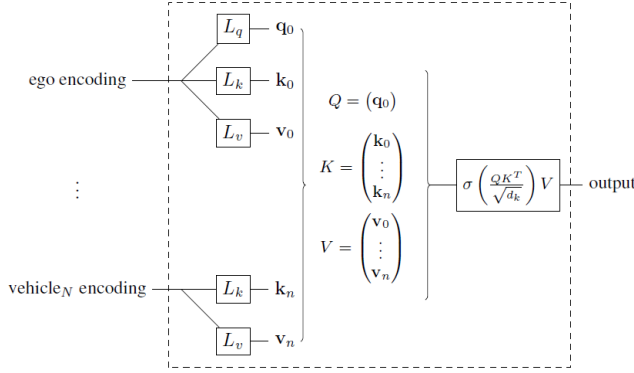 L_q q_0
ego encoding L_k k_0
L_v v_0
⋮
Q = (q_0)
K = (k_0 ⋮ k_n)
V = (v_0 ⋮ v_n)
σ(QK^T/√d_k) V output
vehicle_N encoding L_k k_n
L_v v_n